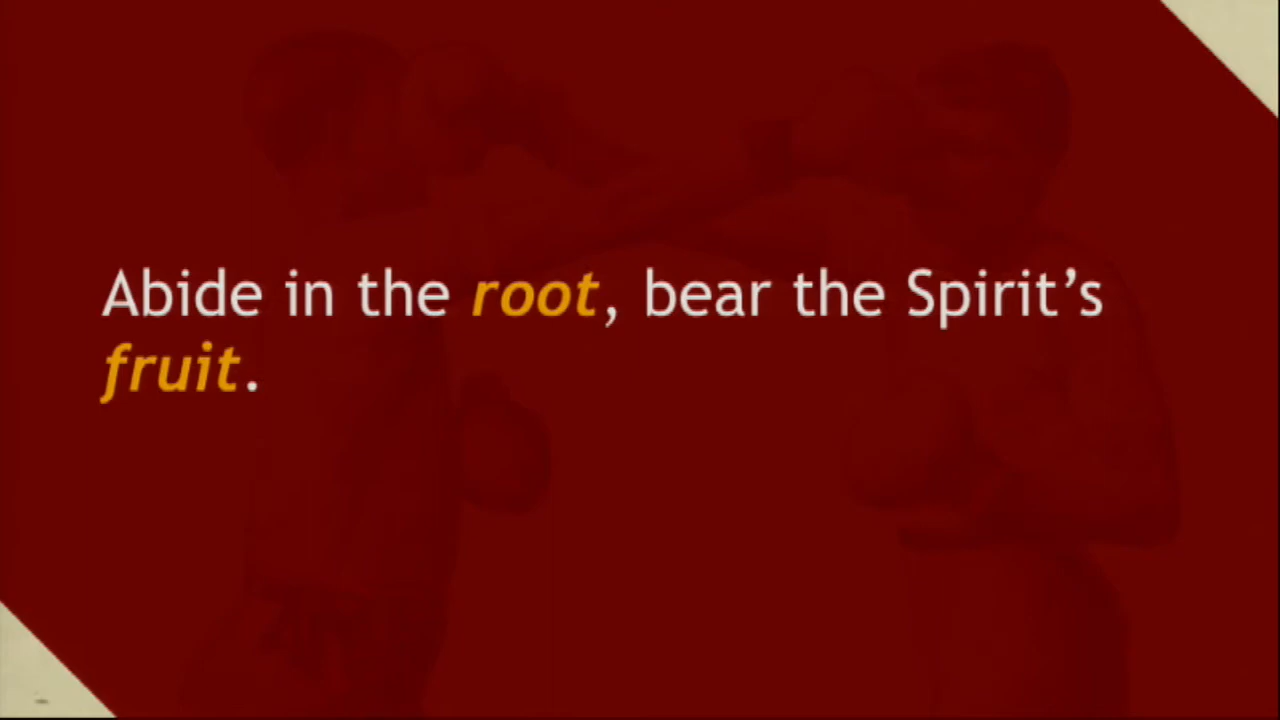 Abide in the root, bear the Spirit’s
fruit.